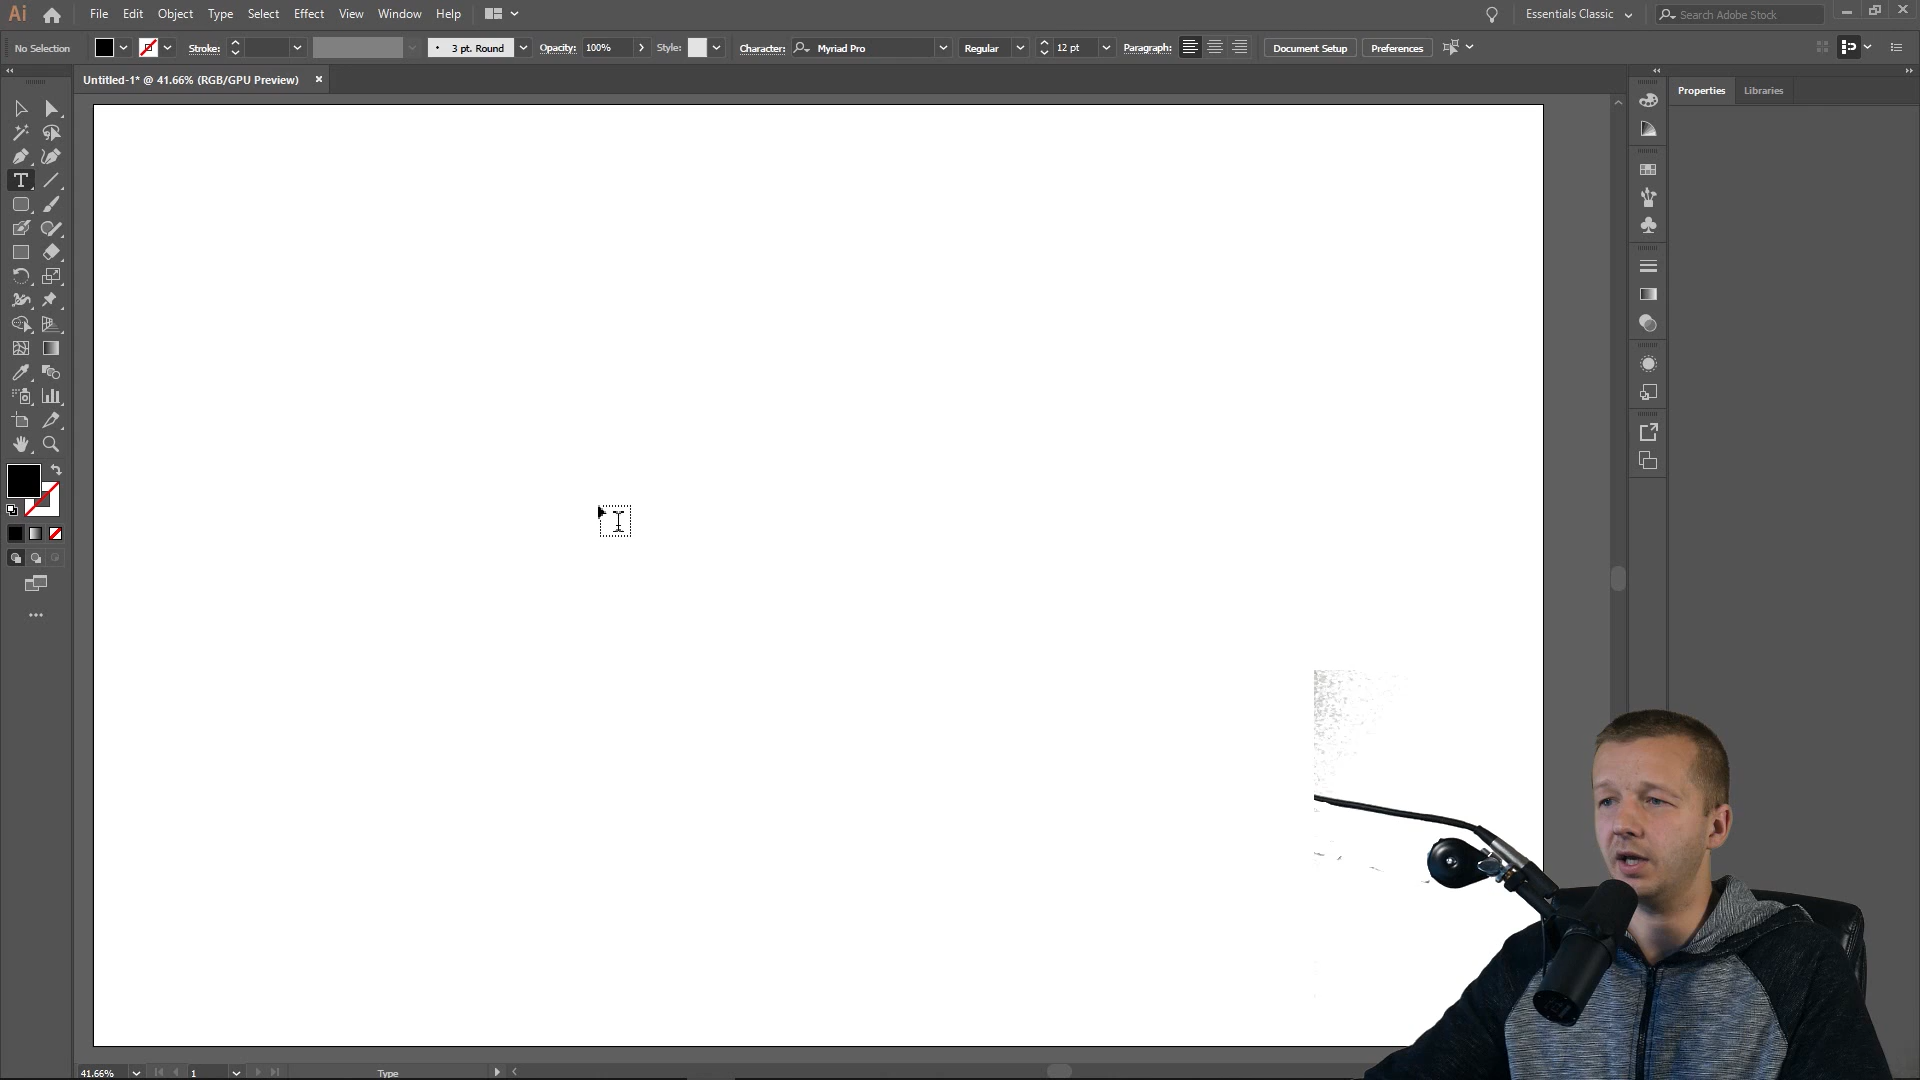 Ai File Edit Object Type Select Effect View Window Help Essentials Classic Search Adobe Stock
No Selection Stroke: 3 pt. Round Opacity: 100% Style: Character: Myriad Pro Regular 12 pt Paragraph: Document Setup Preferences
Untitled-1* @ 41.66% (RGB/GPU Preview)
Properties Libraries
41.66% 1 Type